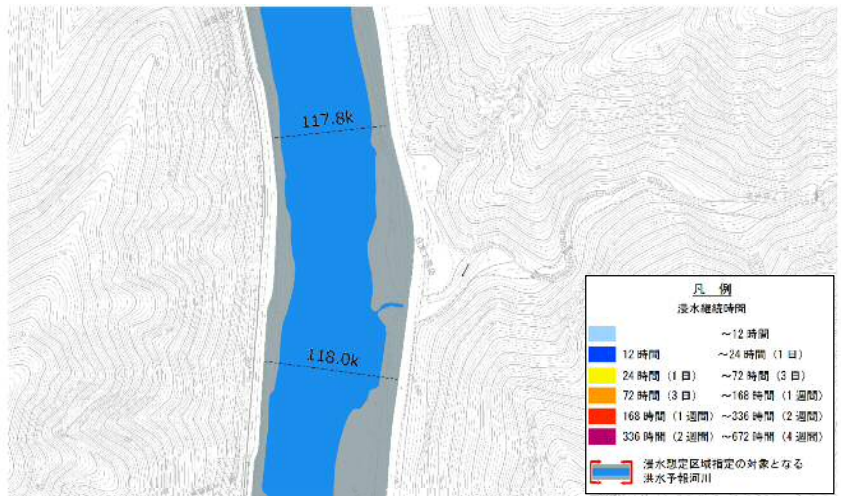 117.8k
118.0k
凡 例
浸水継続時間
～12 時間
12 時間 ～24 時間 (1 日)
24 時間 (1 日) ～72 時間 (3 日)
72 時間 (3 日) ～168 時間 (1 週間)
168 時間 (1 週間) ～336 時間 (2 週間)
336 時間 (2 週間) ～672 時間 (4 週間)
浸水想定区域指定の対象となる
洪水予報河川